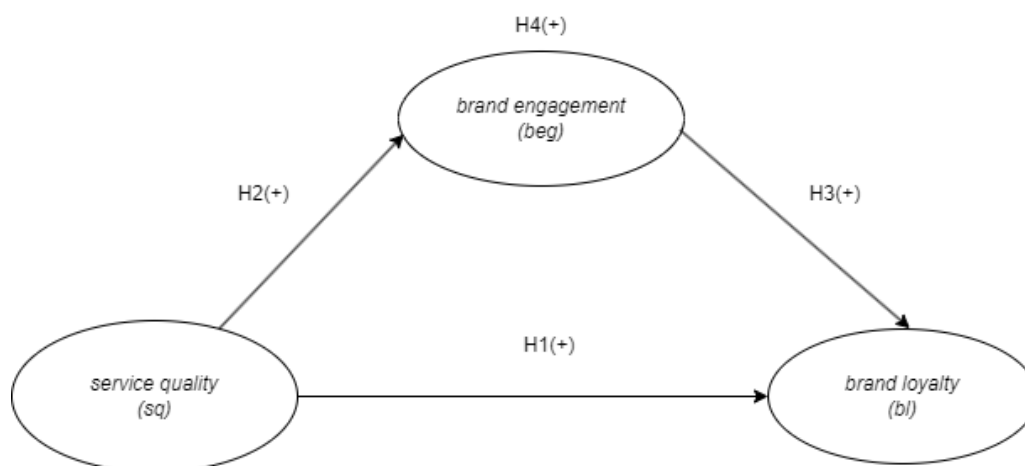 H4(+)
brand engagement
(beg)
H2(+)
H3(+)
H1(+)
service quality
(sq)
brand loyalty
(bl)